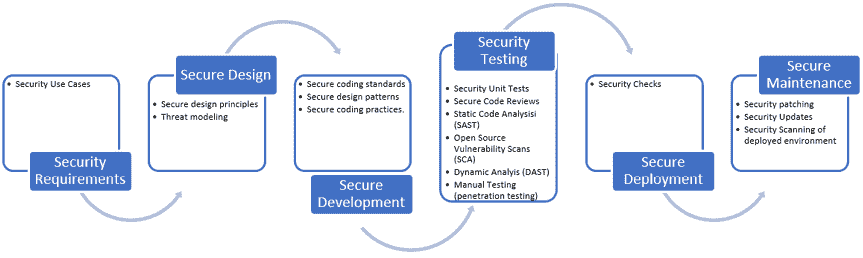 Security Use Cases
Security
Requirements
Secure Design
Secure design principles
Threat modeling
Secure coding standards
Secure design patterns
Secure coding practices.
Secure
Development
Security
Testing
Security Unit Tests
Secure Code Reviews
Static Code Analysisi
(SAST)
Open Source
Vulnerability Scans
(SCA)
Dynamic Analyis (DAST)
Manual Testing
(penetration testing)
Security Checks
Secure
Deployment
Secure
Maintenance
Security patching
Security Updates
Security Scanning of
deployed environment